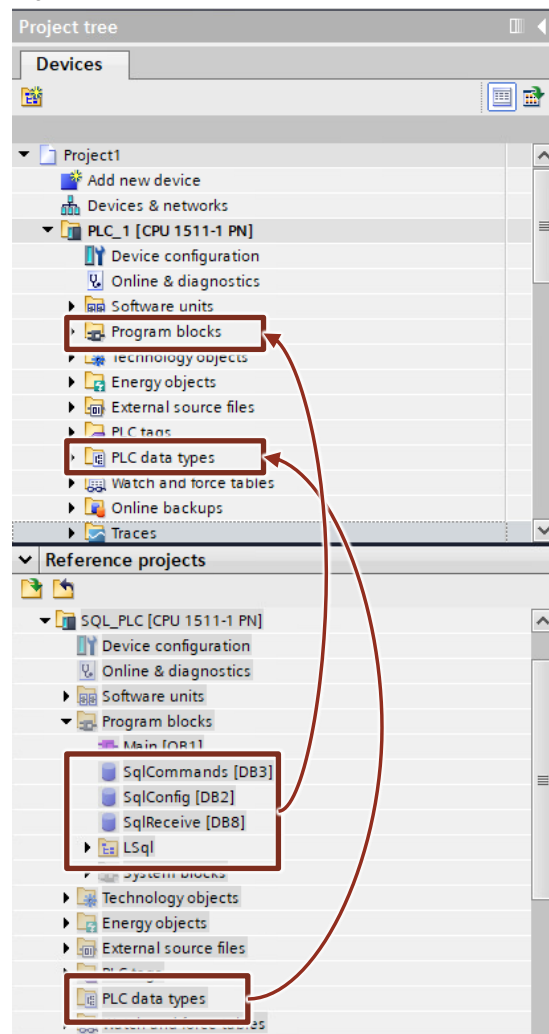 Project tree
Devices
Project1
Add new device
Devices & networks
PLC_1 [CPU 1511-1 PN]
Device configuration
Online & diagnostics
Software units
Program blocks
Technology objects
Energy objects
External source files
PLC tags
PLC data types
Watch and force tables
Online backups
Traces
Reference projects
SQL_PLC [CPU 1511-1 PN]
Device configuration
Online & diagnostics
Software units
Program blocks
Main [OB1]
SqlCommands [DB3]
SqlConfig [DB2]
SqlReceive [DB8]
LSql
System blocks
Technology objects
Energy objects
External source files
PLC tags
PLC data types
Watch and force tables